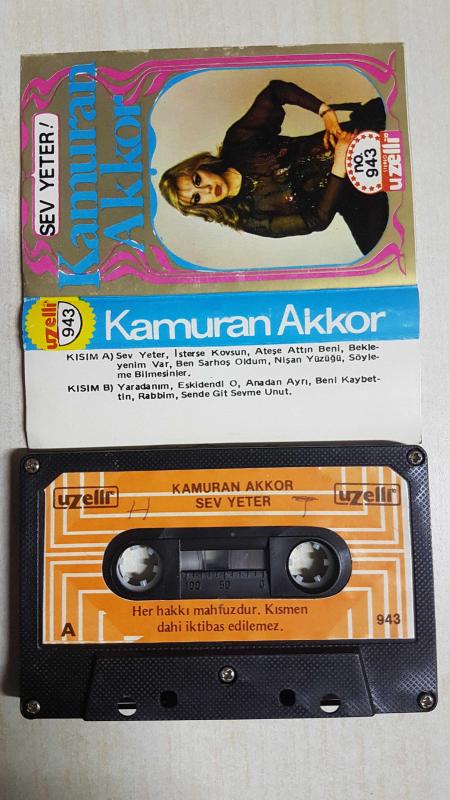 SEV YETER!
Kamuran
Akkor
no.
943
uzelli
uzelli
943
Kamuran Akkor
KISIM A) Sev Yeter, İsterse Kovsun, Ateşe Attın Beni, Bekle-
yenim Var, Ben Sarhoş Oldum, Nişan Yüzüğü, Söyle-
me Bilmesinler.
KISIM B) Yaradanım, Eskidendi O, Anadan Ayrı, Beni Kaybet-
tin, Rabbim, Sende Git Sevme Unut.
uzelli
KAMURAN AKKOR
SEV YETER
uzelli
H T
100 50 0
Her hakkı mahfuzdur. Kısmen
dahi iktibas edilemez.
A
943